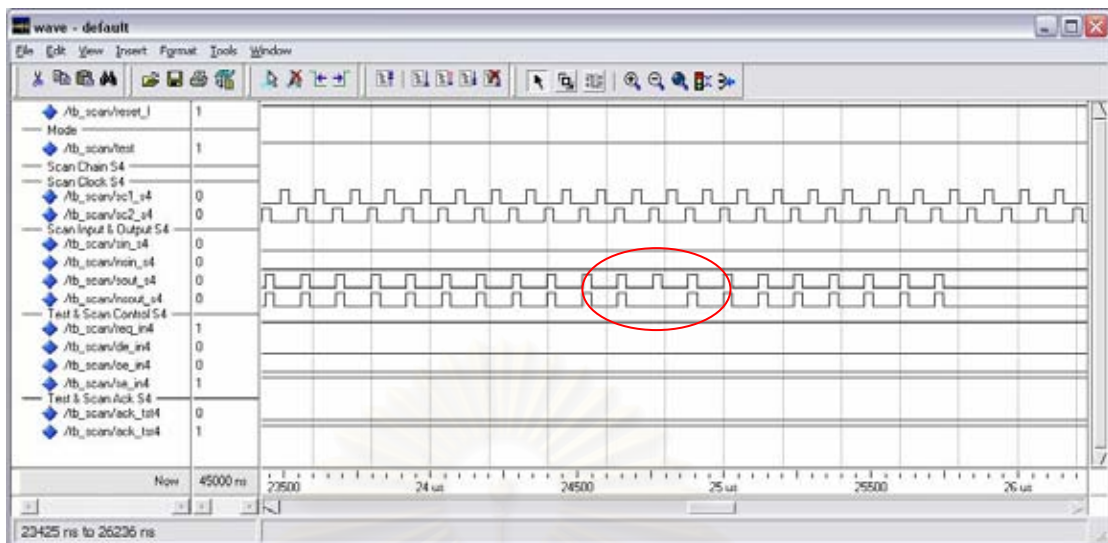 wave - default
File Edit View Insert Format Tools Window
/tb_scan/reset_l 1
Mode
/tb_scan/test 1
Scan Chain S4
Scan Clock S4
/tb_scan/sc1_s4 0
/tb_scan/sc2_s4 0
Scan Input & Output S4
/tb_scan/sin_s4 0
/tb_scan/nsin_s4 0
/tb_scan/sout_s4 0
/tb_scan/nsout_s4 0
Test & Scan Control S4
/tb_scan/req_in4 1
/tb_scan/de_in4 0
/tb_scan/oe_in4 0
/tb_scan/se_in4 1
Test & Scan Ack S4
/tb_scan/ack_tst4 0
/tb_scan/ack_tst4 1
Now 45000 ns 23500 24 us 24500 25 us 25500 26 us
23425 ns to 26236 ns